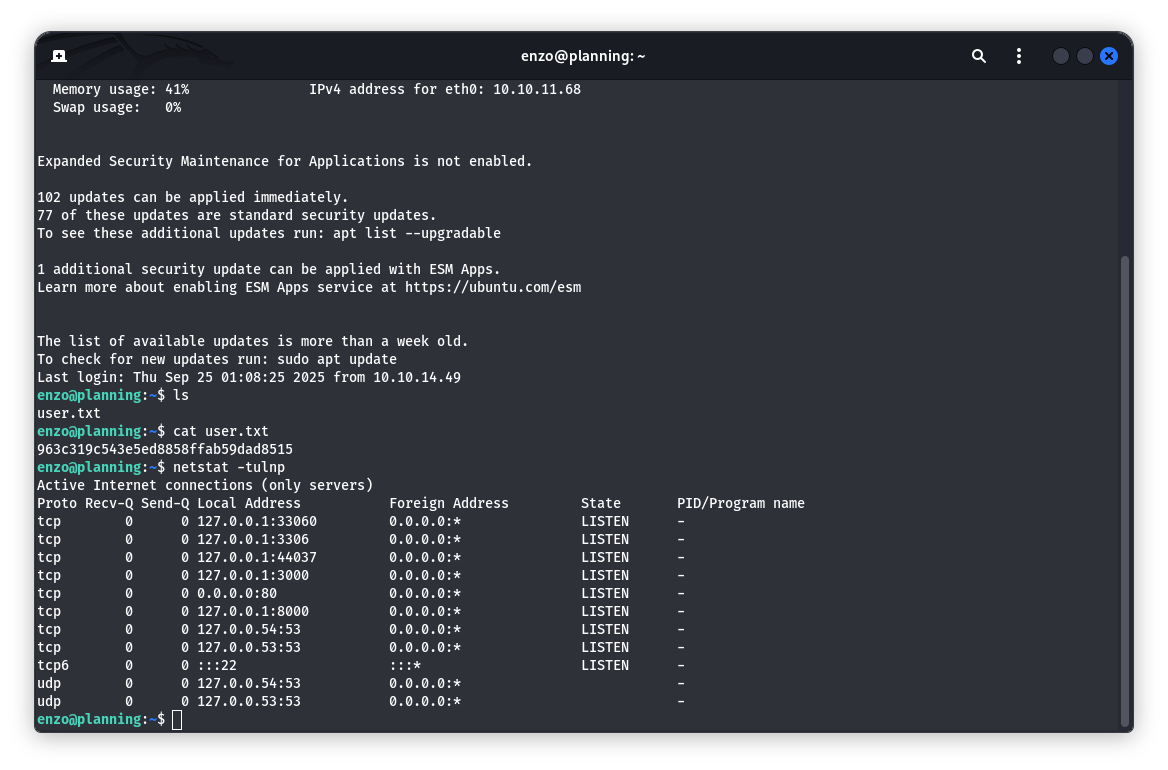 enzo@planning: ~
Memory usage: 41% IPv4 address for eth0: 10.10.11.68
Swap usage: 0%
Expanded Security Maintenance for Applications is not enabled.
102 updates can be applied immediately.
77 of these updates are standard security updates.
To see these additional updates run: apt list --upgradable
1 additional security update can be applied with ESM Apps.
Learn more about enabling ESM Apps service at https://ubuntu.com/esm
The list of available updates is more than a week old.
To check for new updates run: sudo apt update
Last login: Thu Sep 25 01:08:25 2025 from 10.10.14.49
enzo@planning:~$ ls
user.txt
enzo@planning:~$ cat user.txt
963c319c543e5ed8858ffab59dad8515
enzo@planning:~$ netstat -tulnp
Active Internet connections (only servers)
Proto Recv-Q Send-Q Local Address Foreign Address State PID/Program name
tcp 0 0 127.0.0.1:33060 0.0.0.0:* LISTEN -
tcp 0 0 127.0.0.1:3306 0.0.0.0:* LISTEN -
tcp 0 0 127.0.0.1:44037 0.0.0.0:* LISTEN -
tcp 0 0 127.0.0.1:3000 0.0.0.0:* LISTEN -
tcp 0 0 0.0.0.0:80 0.0.0.0:* LISTEN -
tcp 0 0 127.0.0.1:8000 0.0.0.0:* LISTEN -
tcp 0 0 127.0.0.54:53 0.0.0.0:* LISTEN -
tcp 0 0 127.0.0.53:53 0.0.0.0:* LISTEN -
tcp6 0 0 :::22 :::* LISTEN -
udp 0 0 127.0.0.54:53 0.0.0.0:* -
udp 0 0 127.0.0.53:53 0.0.0.0:* -
enzo@planning:~$